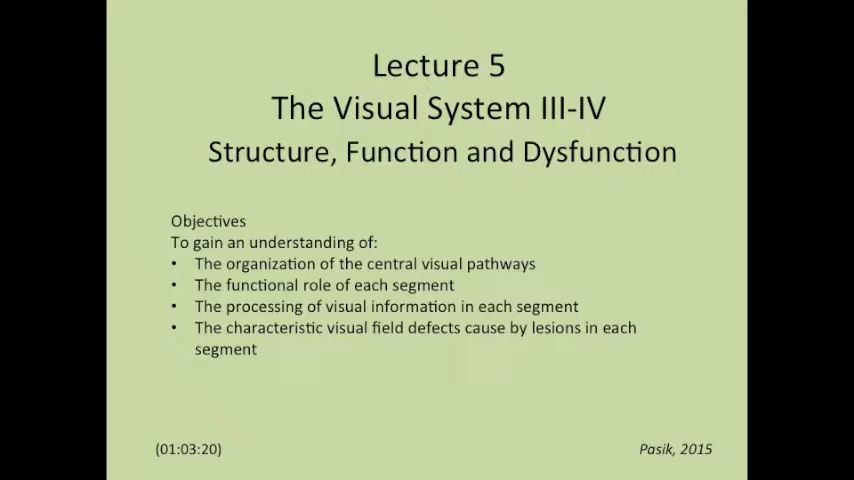 Lecture 5
The Visual System III-IV
Structure, Function and Dysfunction
Objectives
To gain an understanding of:
• The organization of the central visual pathways
• The functional role of each segment
• The processing of visual information in each segment
• The characteristic visual field defects cause by lesions in each
segment
(01:03:20)
Pasik, 2015